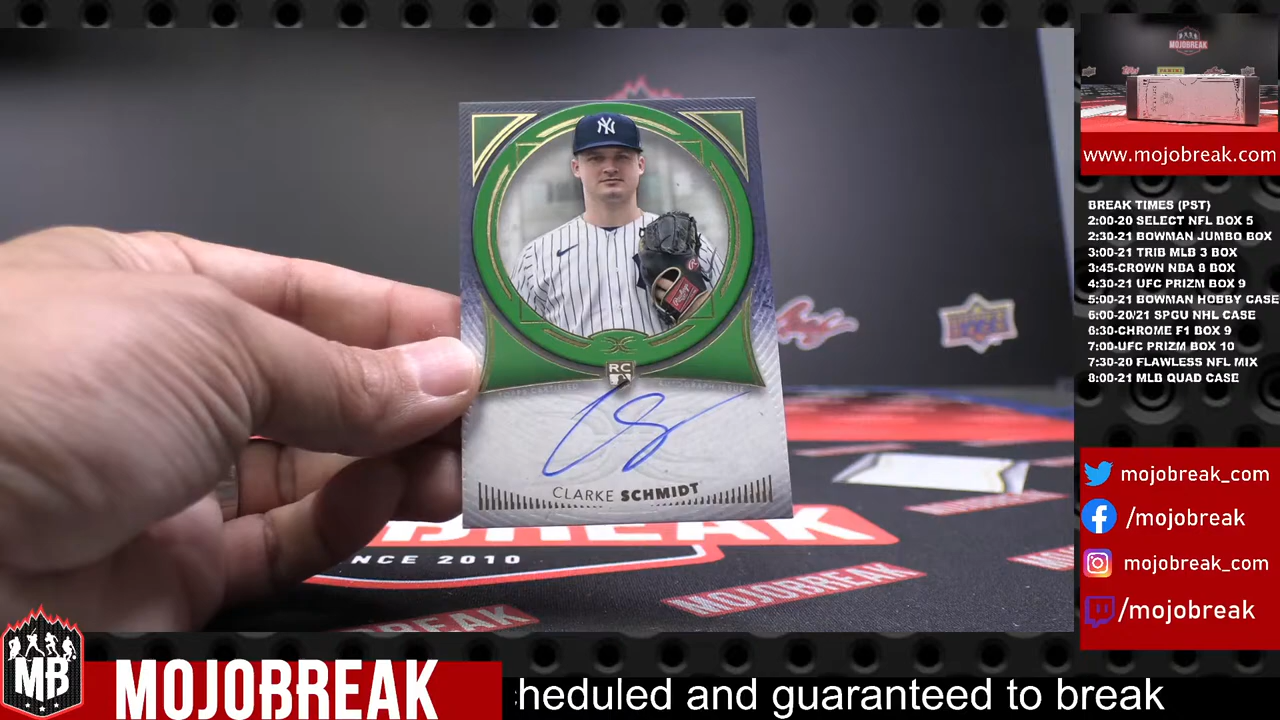 NY
RC
CLARKE SCHMIDT
BREAK
NCE 2010
MOJOBREAK
BREAK
MOJOBREAK
www.mojobreak.com
BREAK TIMES (PST)
2:00-20 SELECT NFL BOX 5
2:30-21 BOWMAN JUMBO BOX
3:00-21 TRIB MLB 3 BOX
3:45-CROWN NBA 8 BOX
4:30-21 UFC PRIZM BOX 9
5:00-21 BOWMAN HOBBY CASE
6:00-20/21 SPGU NHL CASE
6:30-CHROME F1 BOX 9
7:00-UFC PRIZM BOX 10
7:30-20 FLAWLESS NFL MIX
8:00-21 MLB QUAD CASE
mojobreak_com
/mojobreak
mojobreak_com
/mojobreak
MB
MOJOBREAK
heduled and guaranteed to break